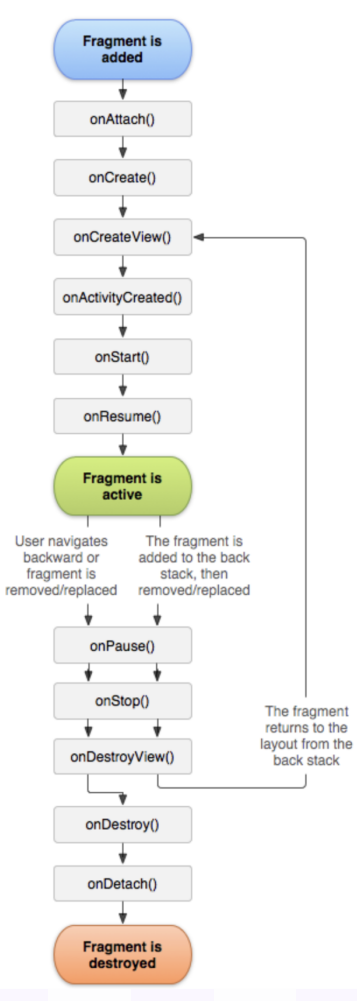 Fragment is
added
onAttach()
onCreate()
onCreateView()
onActivityCreated()
onStart()
onResume()
Fragment is
active
User navigates
backward or
fragment is
removed/replaced
The fragment is
added to the back
stack, then
removed/replaced
onPause()
onStop()
onDestroyView()
The fragment
returns to the
layout from the
back stack
onDestroy()
onDetach()
Fragment is
destroyed